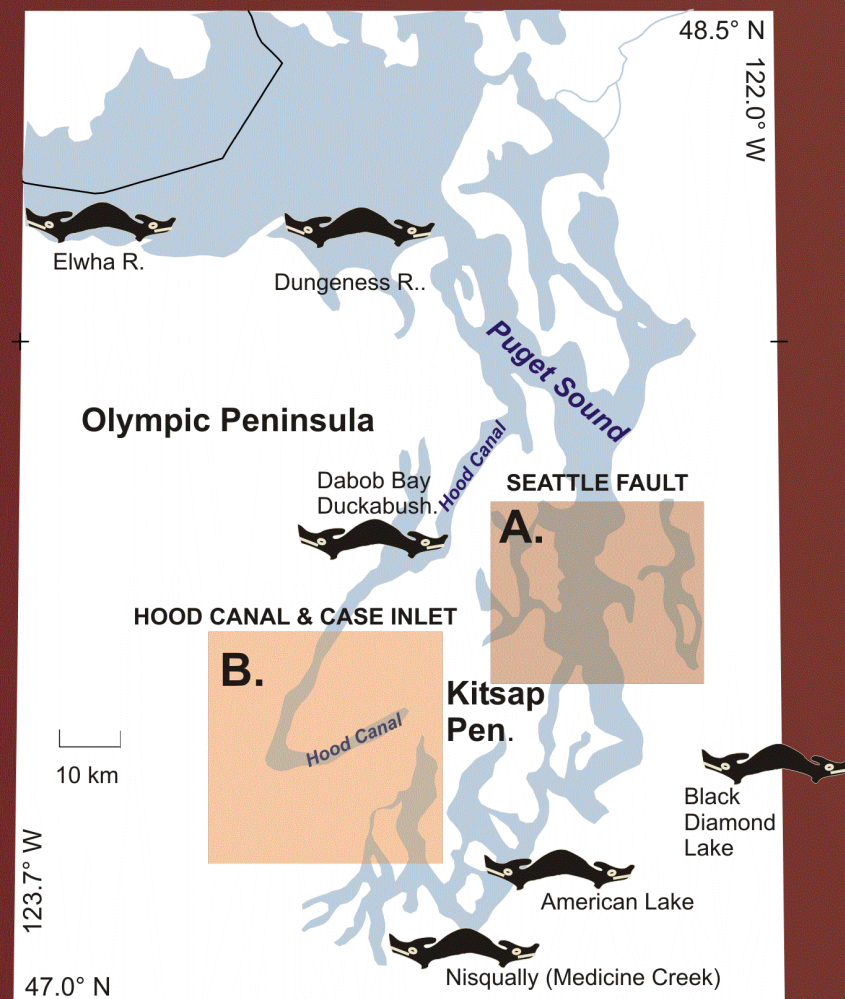 48.5° N
122.0° W
Elwha R.
Dungeness R..
Puget Sound
Olympic Peninsula
Hood Canal
Dabob Bay
Duckabush.
SEATTLE FAULT
A.
HOOD CANAL & CASE INLET
B.
Kitsap
Pen.
Hood Canal
10 km
Black
Diamond
Lake
123.7° W
American Lake
Nisqually (Medicine Creek)
47.0° N